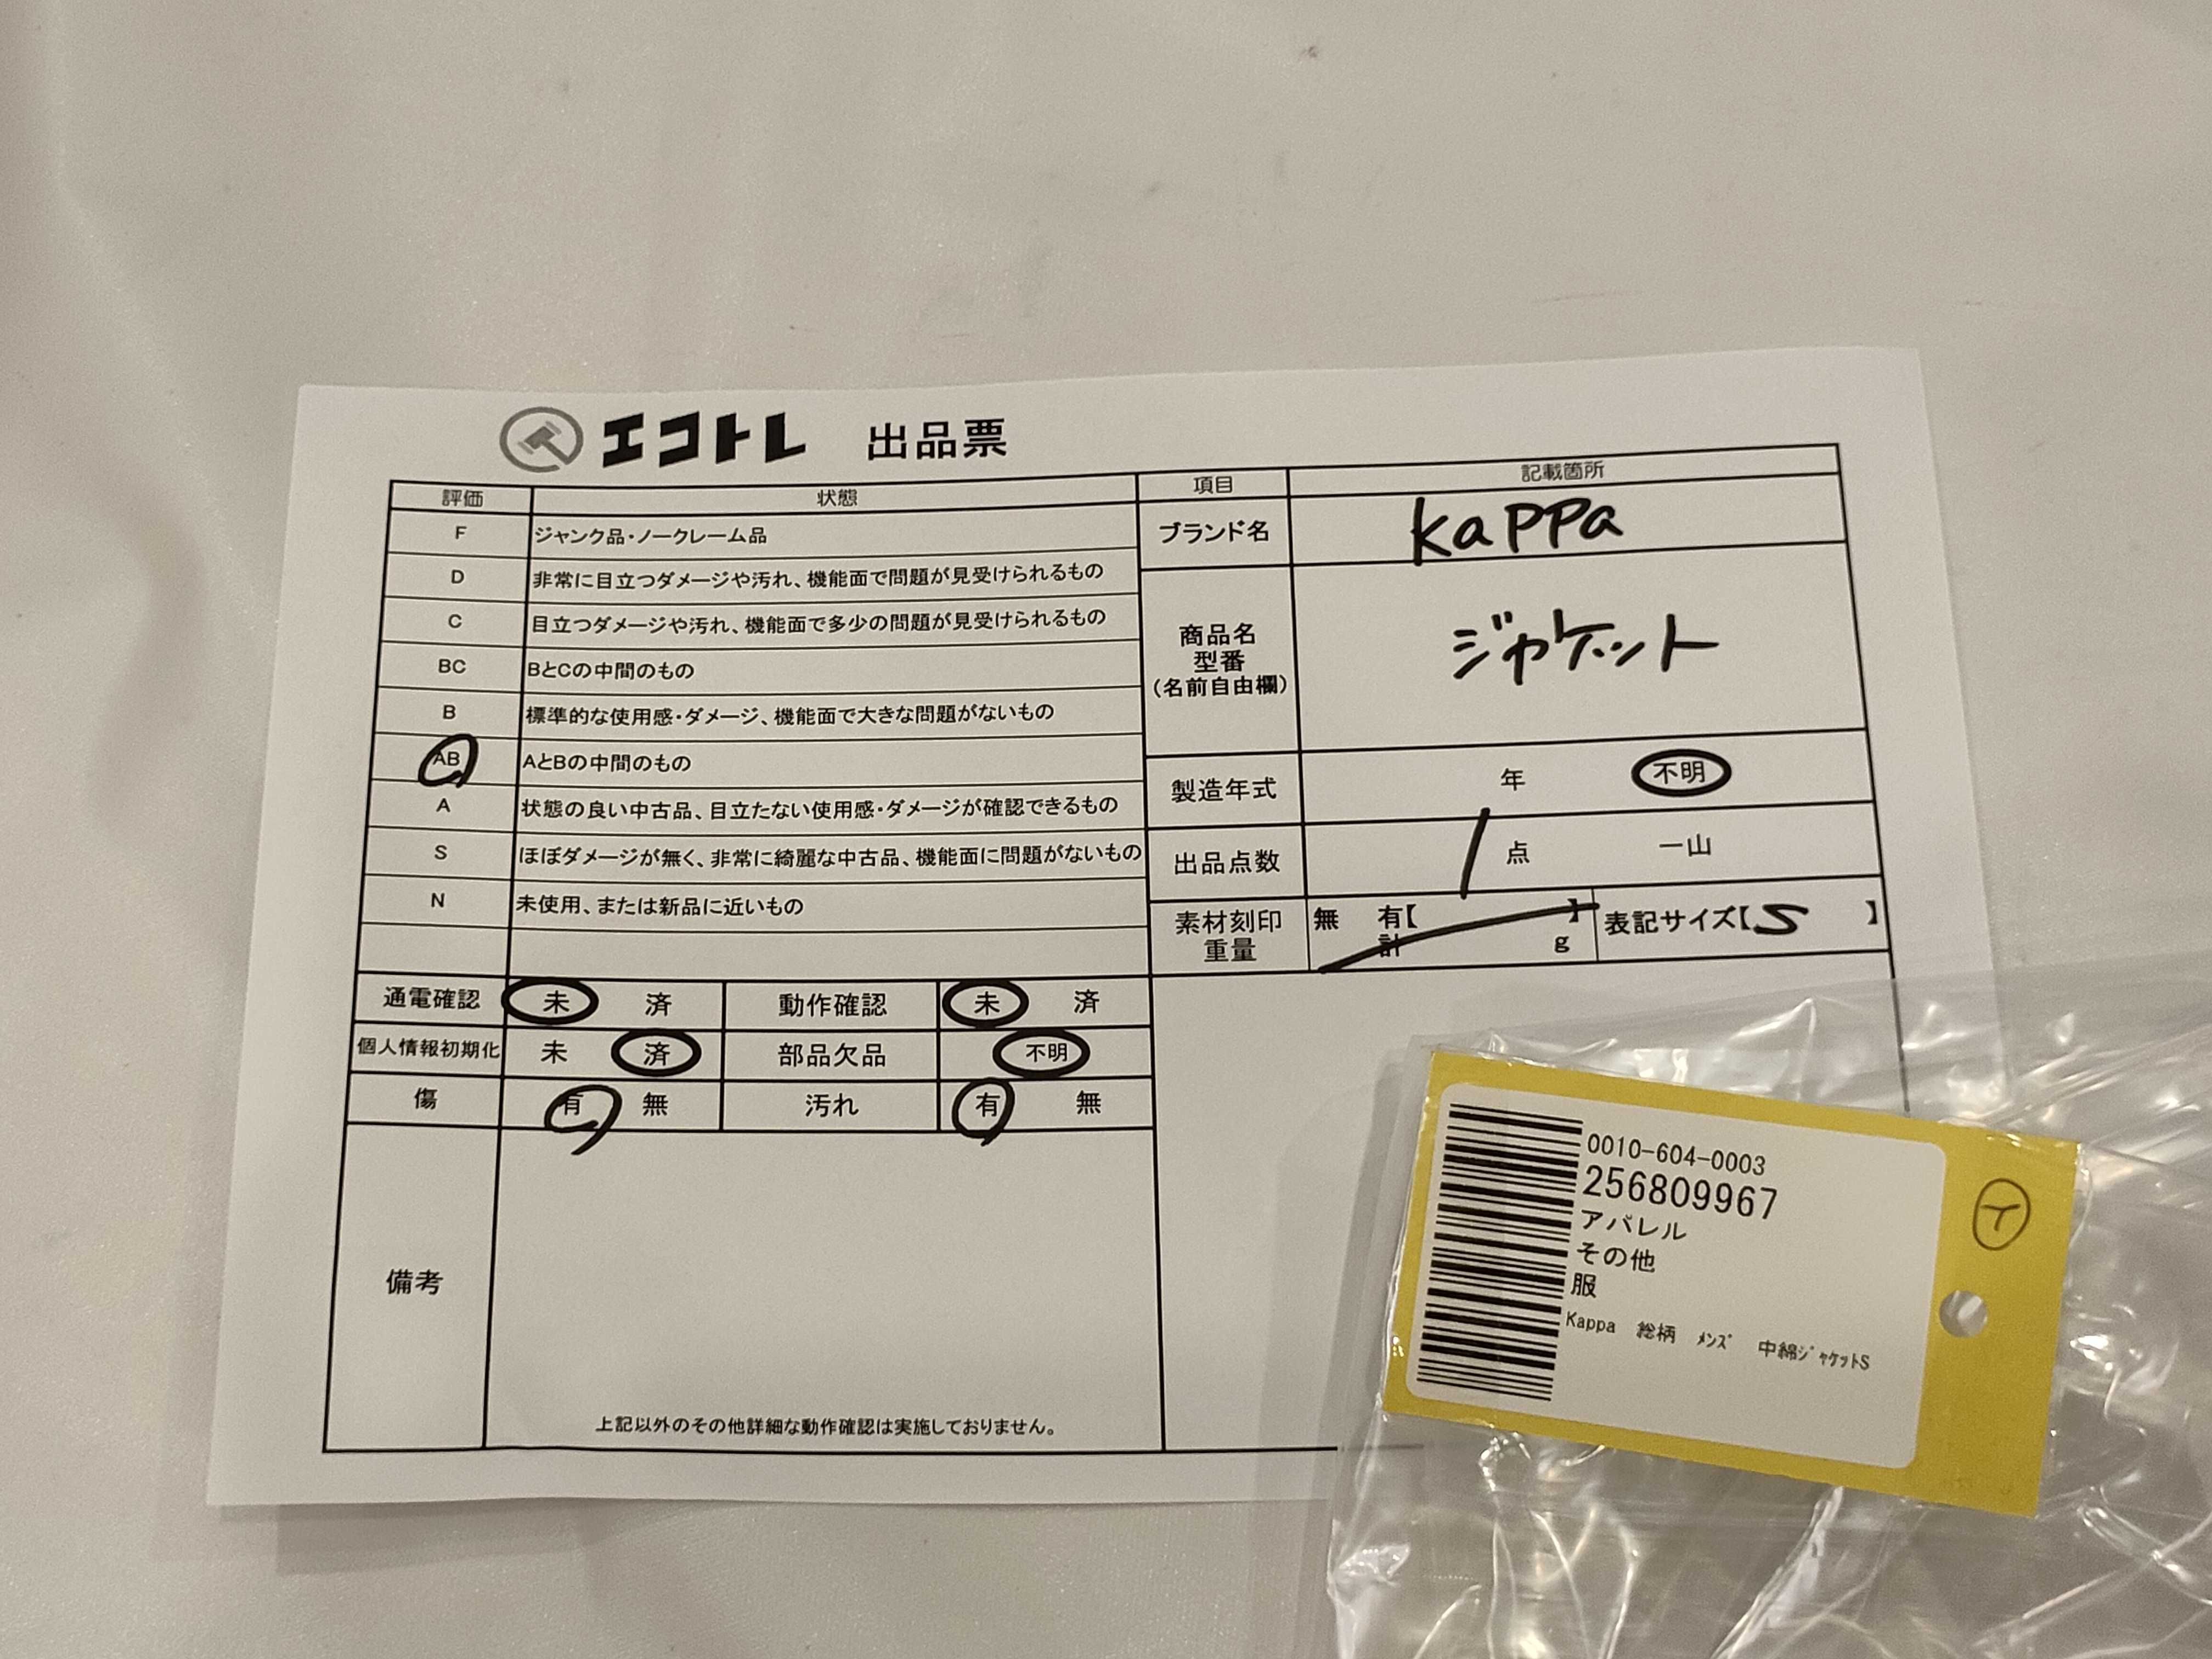 エコトレ 出品票
評価 状態
F ジャンク品・ノークレーム品
D 非常に目立つダメージや汚れ、機能面で問題が見受けられるもの
C 目立つダメージや汚れ、機能面で多少の問題が見受けられるもの
BC BとCの中間のもの
B 標準的な使用感・ダメージ、機能面で大きな問題がないもの
AB AとBの中間のもの
A 状態の良い中古品、目立たない使用感・ダメージが確認できるもの
S ほぼダメージが無く、非常に綺麗な中古品、機能面に問題がないもの
N 未使用、または新品に近いもの
項目 記載箇所
ブランド名 kappa
商品名
型番
(名前自由欄)
ジャケット
製造年式 年 不明
出品点数 1 点 一山
素材刻印
重量
無 有【 】
計 g
表記サイズ【S 】
通電確認 未 済 動作確認 未 済
個人情報初期化 未 済 部品欠品 不明
傷 有 無 汚れ 有 無
備考
上記以外のその他詳細な動作確認は実施しておりません。
0010-604-0003
256809967
アパレル
その他
服
Kappa 総柄 ﾒﾝｽﾞ 中綿ｼﾞｬｹｯﾄS
イ